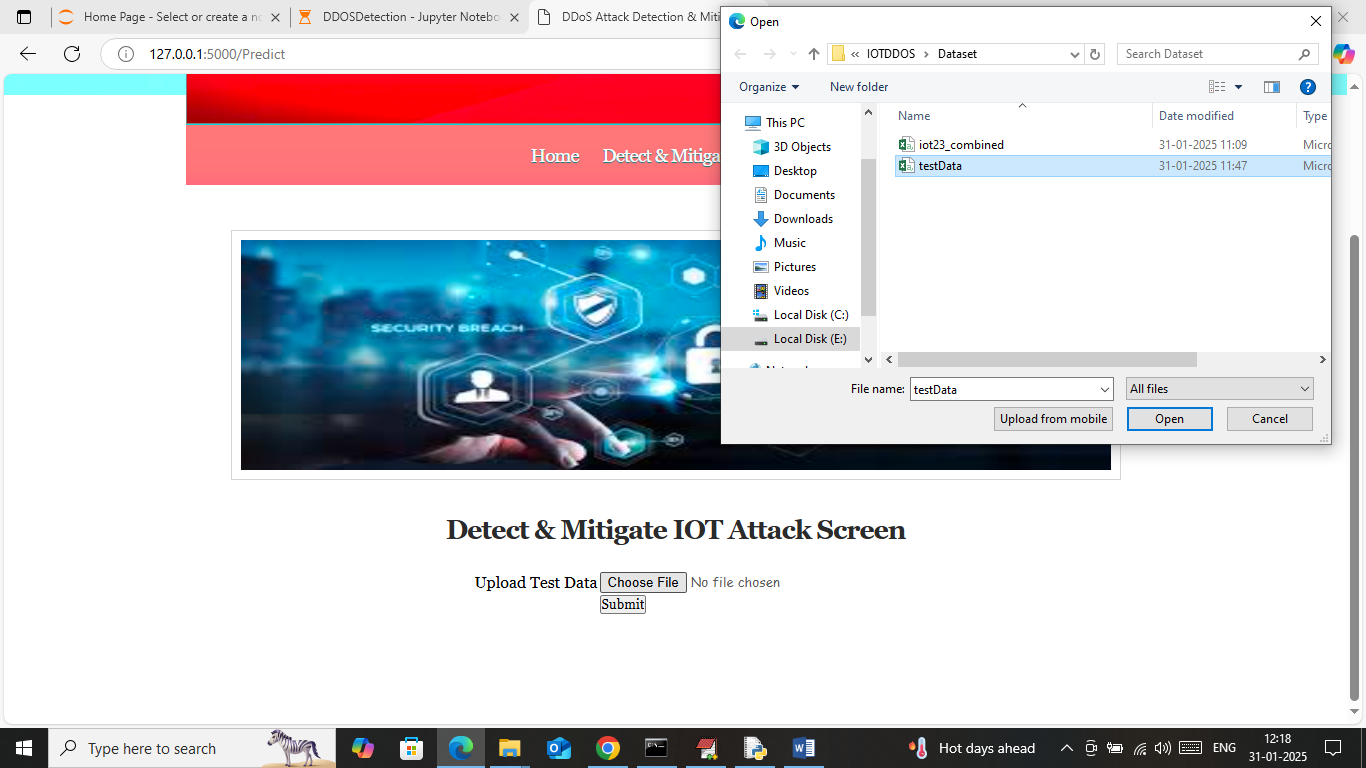 Home Page - Select or create a no
DDOSDetection - Jupyter Notebo
DDoS Attack Detection & Miti
127.0.0.1:5000/Predict
Home
Detect & Mitiga
SECURITY BREACH
Detect & Mitigate IOT Attack Screen
Upload Test Data Choose File No file chosen
Submit
Open
« IOTDDOS > Dataset
Search Dataset
Organize
New folder
This PC
3D Objects
Desktop
Documents
Downloads
Music
Pictures
Videos
Local Disk (C:)
Local Disk (E:)
Name Date modified Type
iot23_combined 31-01-2025 11:09 Micro
testData 31-01-2025 11:47 Micro
File name: testData All files
Upload from mobile Open Cancel
Type here to search
Hot days ahead
ENG
12:18
31-01-2025